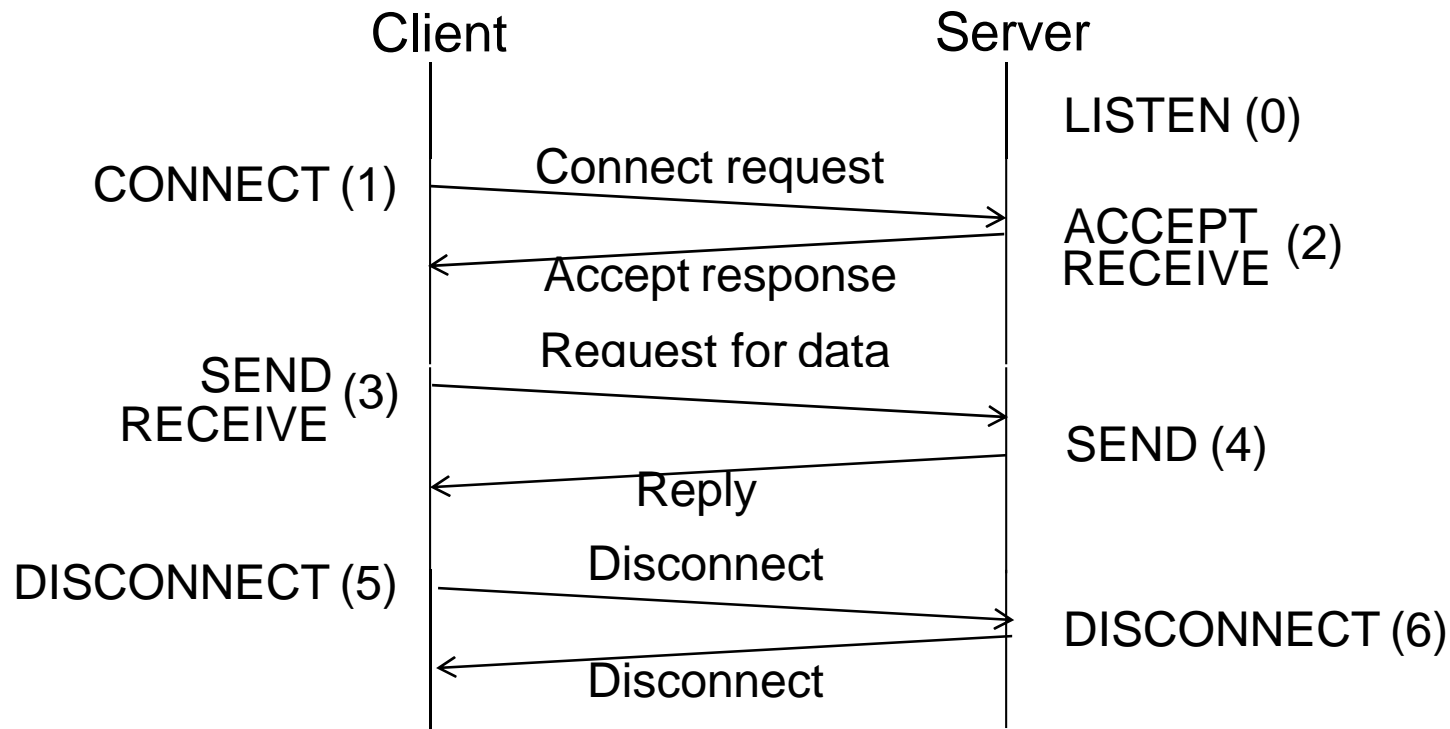 Client
Server
LISTEN (0)
CONNECT (1)
Connect request
ACCEPT
RECEIVE (2)
Accept response
Request for data
SEND
RECEIVE (3)
SEND (4)
Reply
DISCONNECT (5)
Disconnect
DISCONNECT (6)
Disconnect